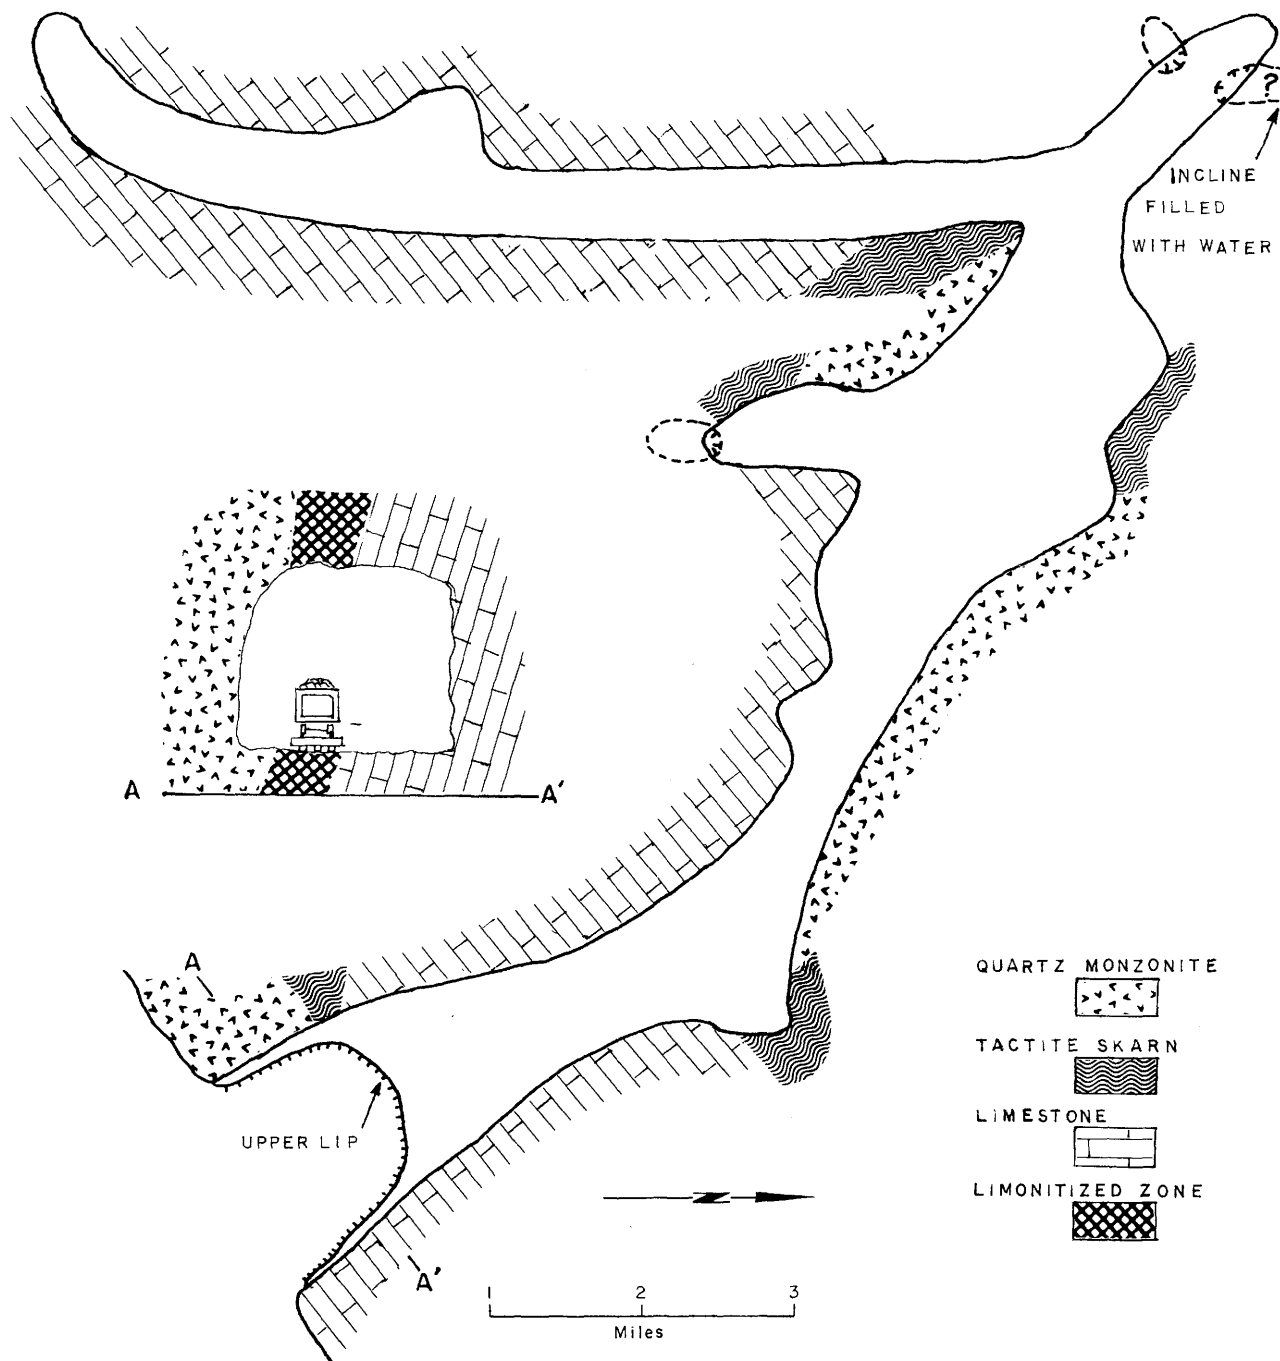 ?
INCLINE
FILLED
WITH WATER
A A'
A
UPPER LIP
A'
QUARTZ MONZONITE
TACTITE SKARN
LIMESTONE
LIMONITIZED ZONE
N
1 2 3
Miles